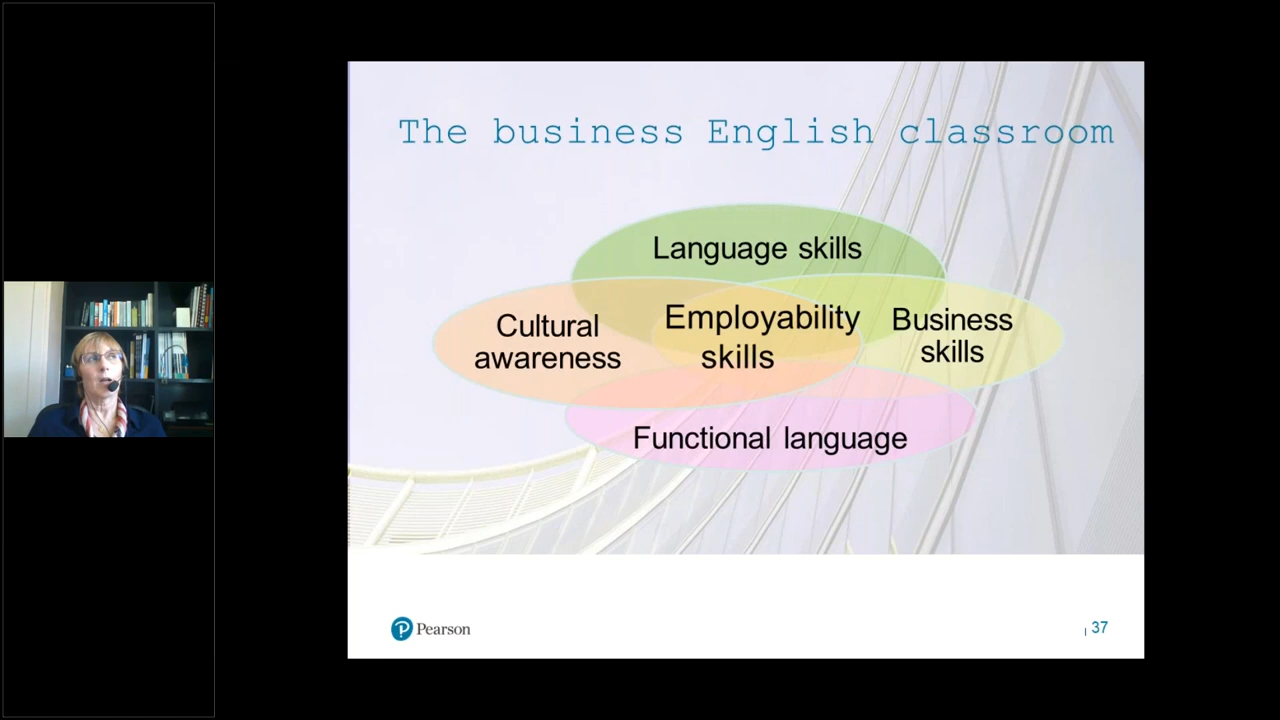 The business English classroom
Language skills
Cultural
awareness
Employability
skills
Business
skills
Functional language
Pearson
37